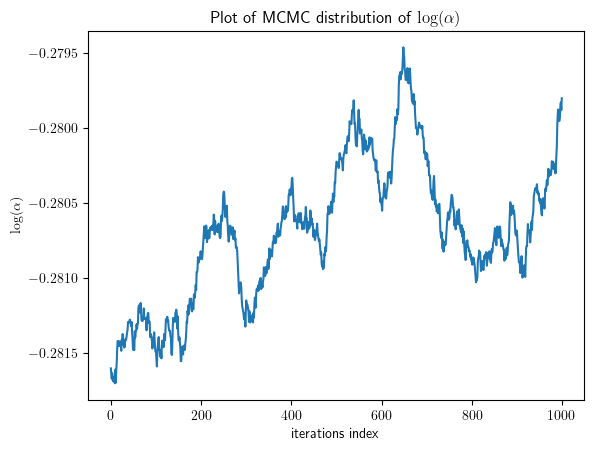 Plot of MCMC distribution of log(α)
−0.2795
−0.2800
−0.2805
−0.2810
−0.2815
log(α)
0 200 400 600 800 1000
iterations index